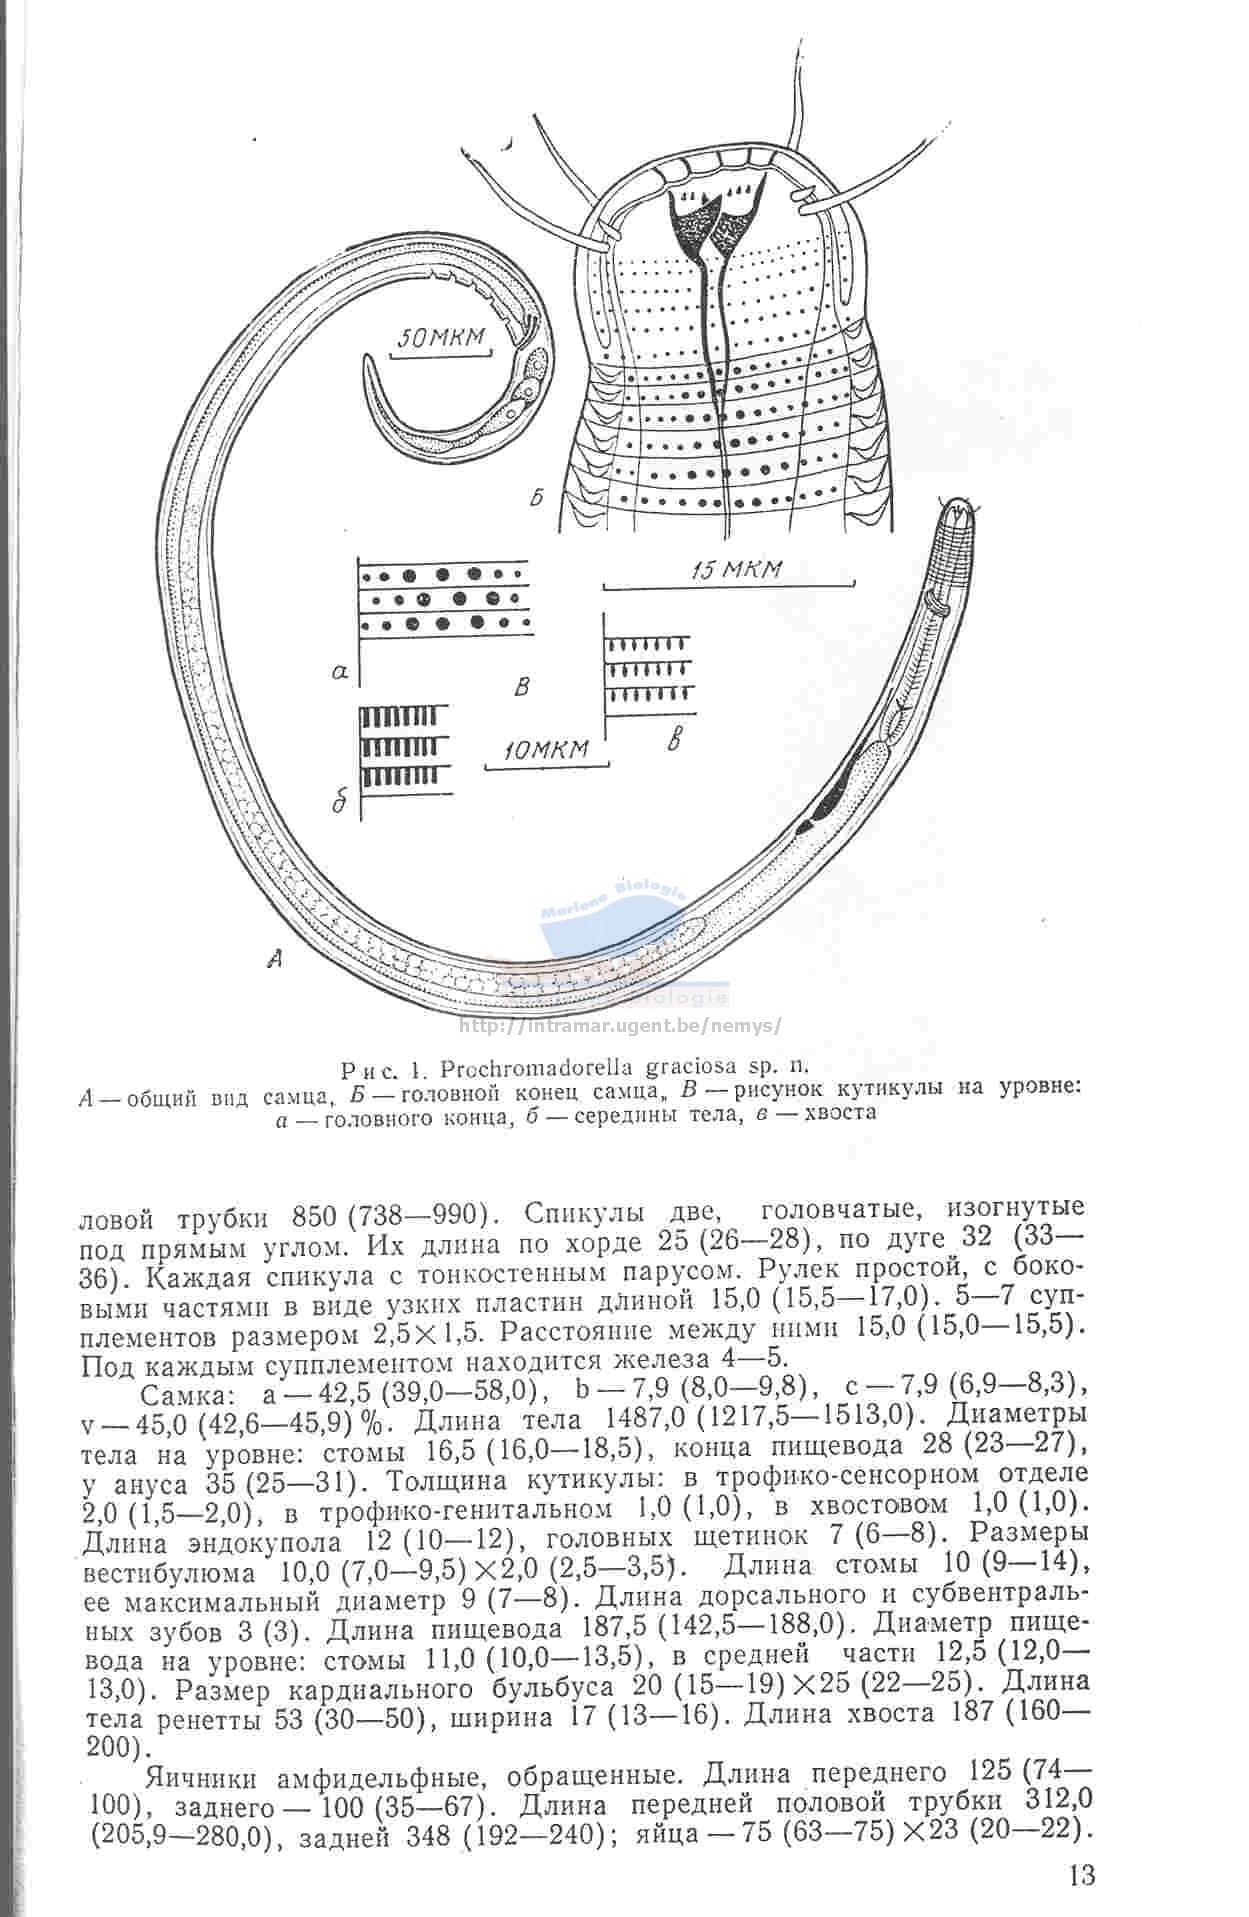 50 МКМ
Б
15 МКМ
а
В
10 МКМ
в
б
А
Mariene Biologie
http://intramar.ugent.be/nemys/
Рис. 1. Prochromadorella graciosa sp. n.
А — общий вид самца, Б — головной конец самца, В — рисунок кутикулы на уровне:
а — головного конца, б — середины тела, в — хвоста
ловой трубки 850 (738—990). Спикулы две, головчатые, изогнутые
под прямым углом. Их длина по хорде 25 (26—28), по дуге 32 (33—
36). Каждая спикула с тонкостенным парусом. Рулек простой, с боко-
выми частями в виде узких пластин длиной 15,0 (15,5—17,0). 5—7 суп-
плементов размером 2,5×1,5. Расстояние между ними 15,0 (15,0—15,5).
Под каждым супплементом находится железа 4—5.
Самка: a — 42,5 (39,0—58,0), b — 7,9 (8,0—9,8), c — 7,9 (6,9—8,3),
v — 45,0 (42,6—45,9) %. Длина тела 1487,0 (1217,5—1513,0). Диаметры
тела на уровне: стомы 16,5 (16,0—18,5), конца пищевода 28 (23—27),
у ануса 35 (25—31). Толщина кутикулы: в трофико-сенсорном отделе
2,0 (1,5—2,0), в трофико-генитальном 1,0 (1,0), в хвостовом 1,0 (1,0).
Длина эндокупола 12 (10—12), головных щетинок 7 (6—8). Размеры
вестибулюма 10,0 (7,0—9,5) ×2,0 (2,5—3,5). Длина стомы 10 (9—14),
ее максимальный диаметр 9 (7—8). Длина дорсального и субвентраль-
ных зубов 3 (3). Длина пищевода 187,5 (142,5—188,0). Диаметр пище-
вода на уровне: стомы 11,0 (10,0—13,5), в средней части 12,5 (12,0—
13,0). Размер кардиального бульбуса 20 (15—19) ×25 (22—25). Длина
тела ренетты 53 (30—50), ширина 17 (13—16). Длина хвоста 187 (160—
200).
Яичники амфидельфные, обращенные. Длина переднего 125 (74—
100), заднего — 100 (35—67). Длина передней половой трубки 312,0
(205,9—280,0), задней 348 (192—240); яйца — 75 (63—75) ×23 (20—22).
13